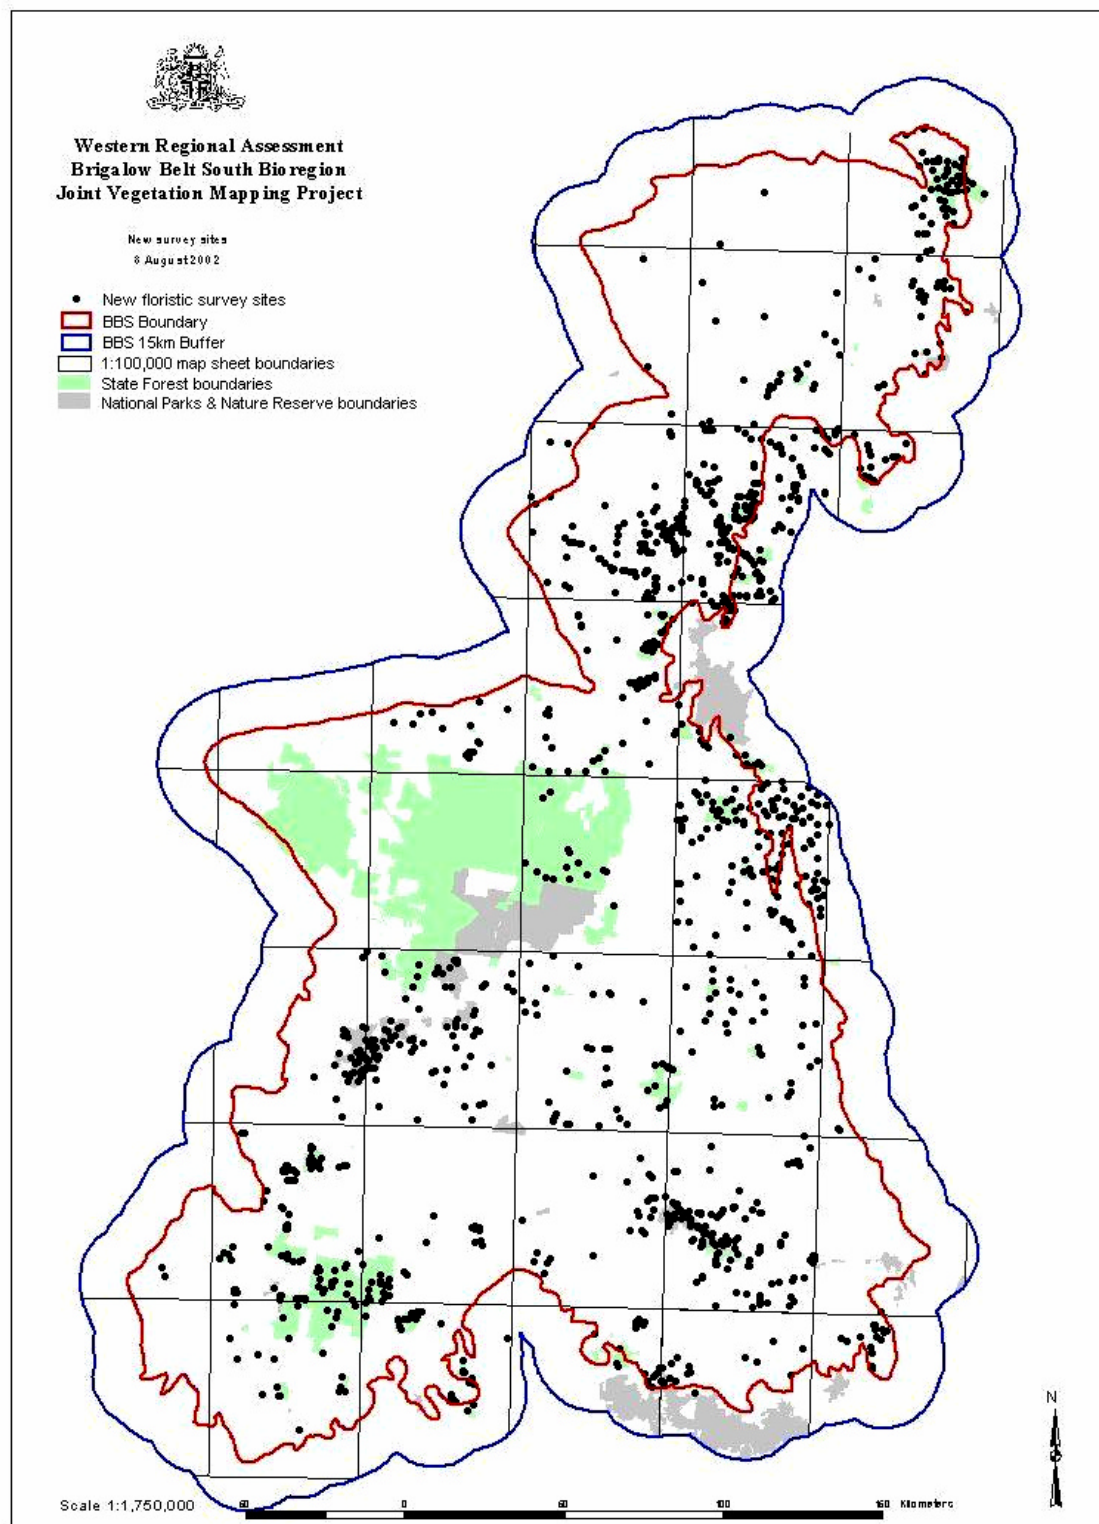 Western Regional Assessment
Brigalow Belt South Bioregion
Joint Vegetation Mapping Project
New survey sites
8 August 2002
New floristic survey sites
BBS Boundary
BBS 15km Buffer
1:100,000 map sheet boundaries
State Forest boundaries
National Parks & Nature Reserve boundaries
N
Scale 1:1,750,000
0
100
Kilometers